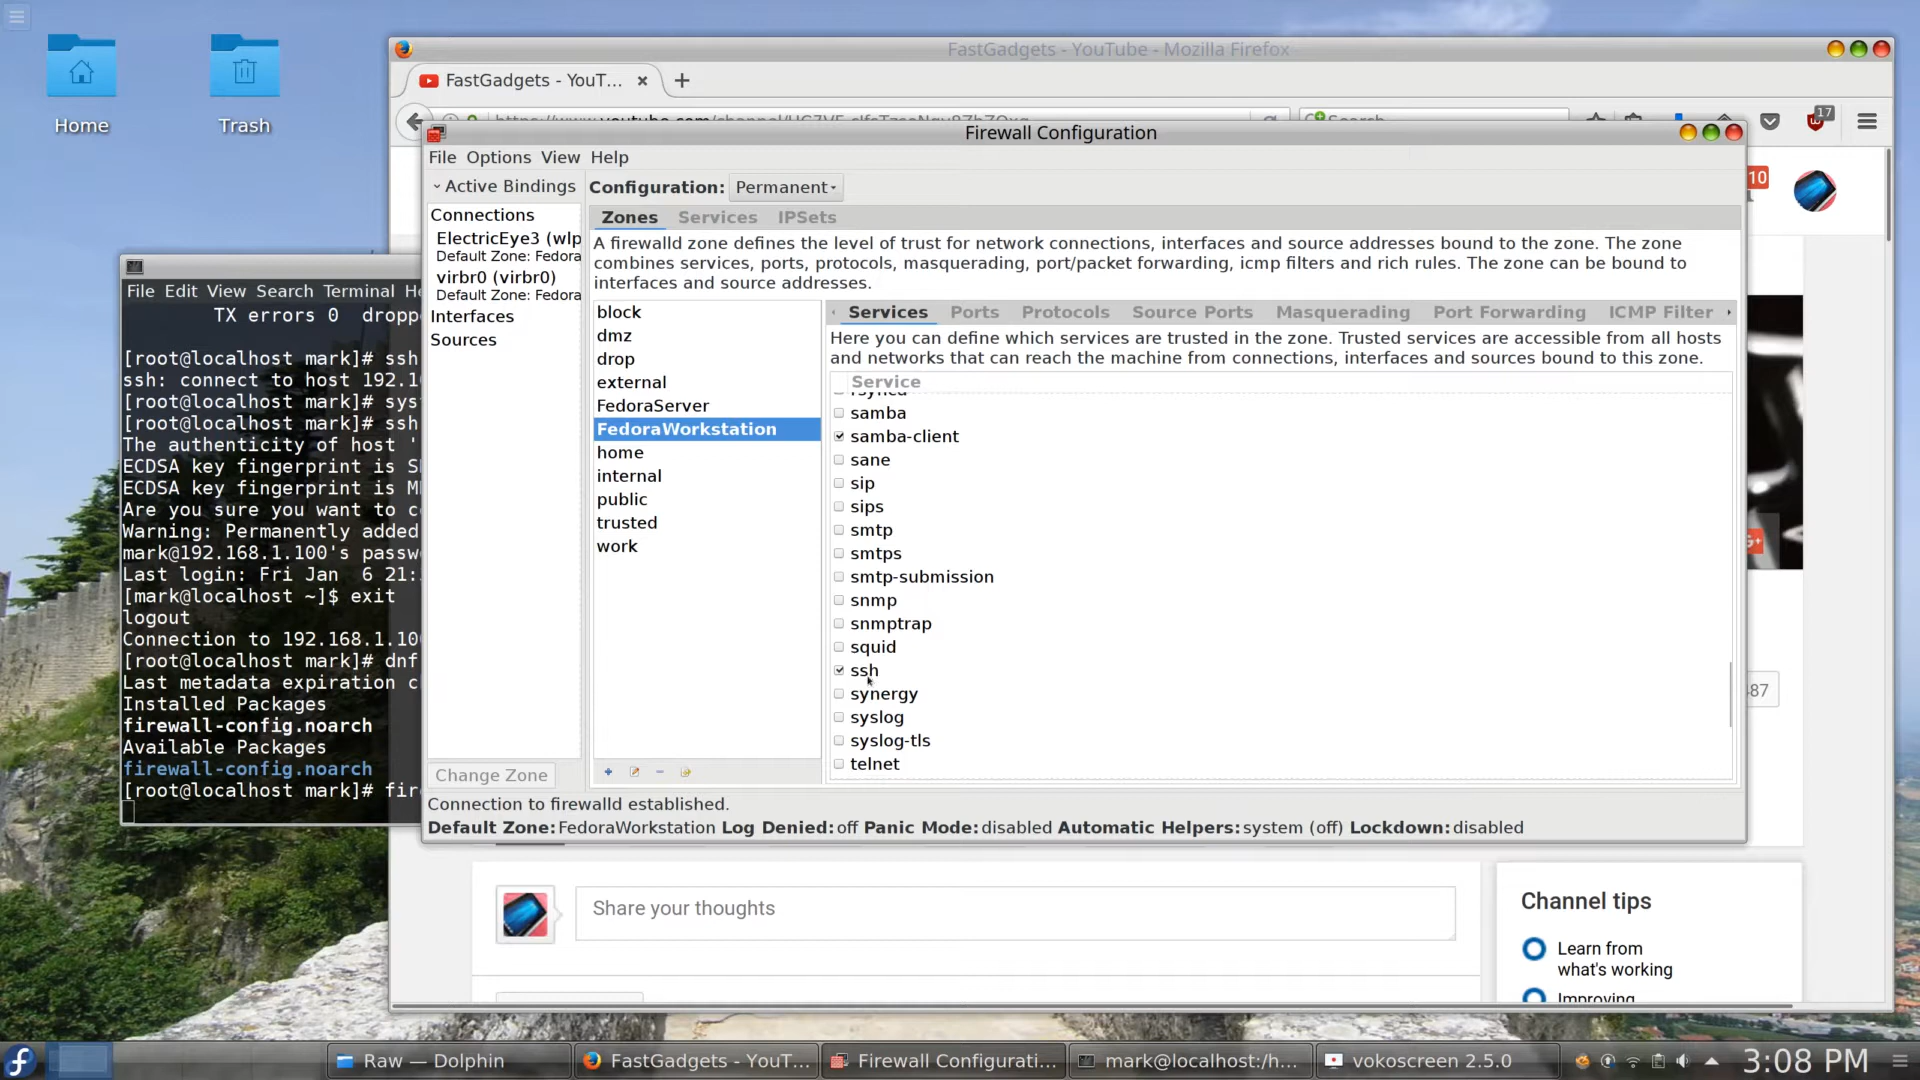 Home
Trash
FastGadgets - YouTube - Mozilla Firefox
FastGadgets - YouT...
Search
17
Firewall Configuration
File Options View Help
Active Bindings
Configuration: Permanent
Connections
ElectricEye3 (wlp
Default Zone: Fedora
virbr0 (virbr0)
Default Zone: Fedora
Interfaces
Sources
Change Zone
Zones Services IPSets
A firewalld zone defines the level of trust for network connections, interfaces and source addresses bound to the zone. The zone
combines services, ports, protocols, masquerading, port/packet forwarding, icmp filters and rich rules. The zone can be bound to
interfaces and source addresses.
block
dmz
drop
external
FedoraServer
FedoraWorkstation
home
internal
public
trusted
work
Services Ports Protocols Source Ports Masquerading Port Forwarding ICMP Filter
Here you can define which services are trusted in the zone. Trusted services are accessible from all hosts
and networks that can reach the machine from connections, interfaces and sources bound to this zone.
Service
samba
samba-client
sane
sip
sips
smtp
smtps
smtp-submission
snmp
snmptrap
squid
ssh
synergy
syslog
syslog-tls
telnet
Connection to firewalld established.
Default Zone: FedoraWorkstation Log Denied: off Panic Mode: disabled Automatic Helpers: system (off) Lockdown: disabled
10
487
File Edit View Search Terminal He
TX errors 0 droppe
[root@localhost mark]# ssh
ssh: connect to host 192.1
[root@localhost mark]# sys
[root@localhost mark]# ssh
The authenticity of host '
ECDSA key fingerprint is S
ECDSA key fingerprint is M
Are you sure you want to c
Warning: Permanently added
mark@192.168.1.100's passw
Last login: Fri Jan 6 21:
[mark@localhost ~]$ exit
logout
Connection to 192.168.1.100
[root@localhost mark]# dnf
Last metadata expiration c
Installed Packages
firewall-config.noarch
Available Packages
firewall-config.noarch
[root@localhost mark]# fire
Share your thoughts
Channel tips
Learn from
what's working
Improving
Raw — Dolphin
FastGadgets - YouT...
Firewall Configurati...
mark@localhost:/h...
vokoscreen 2.5.0
3:08 PM